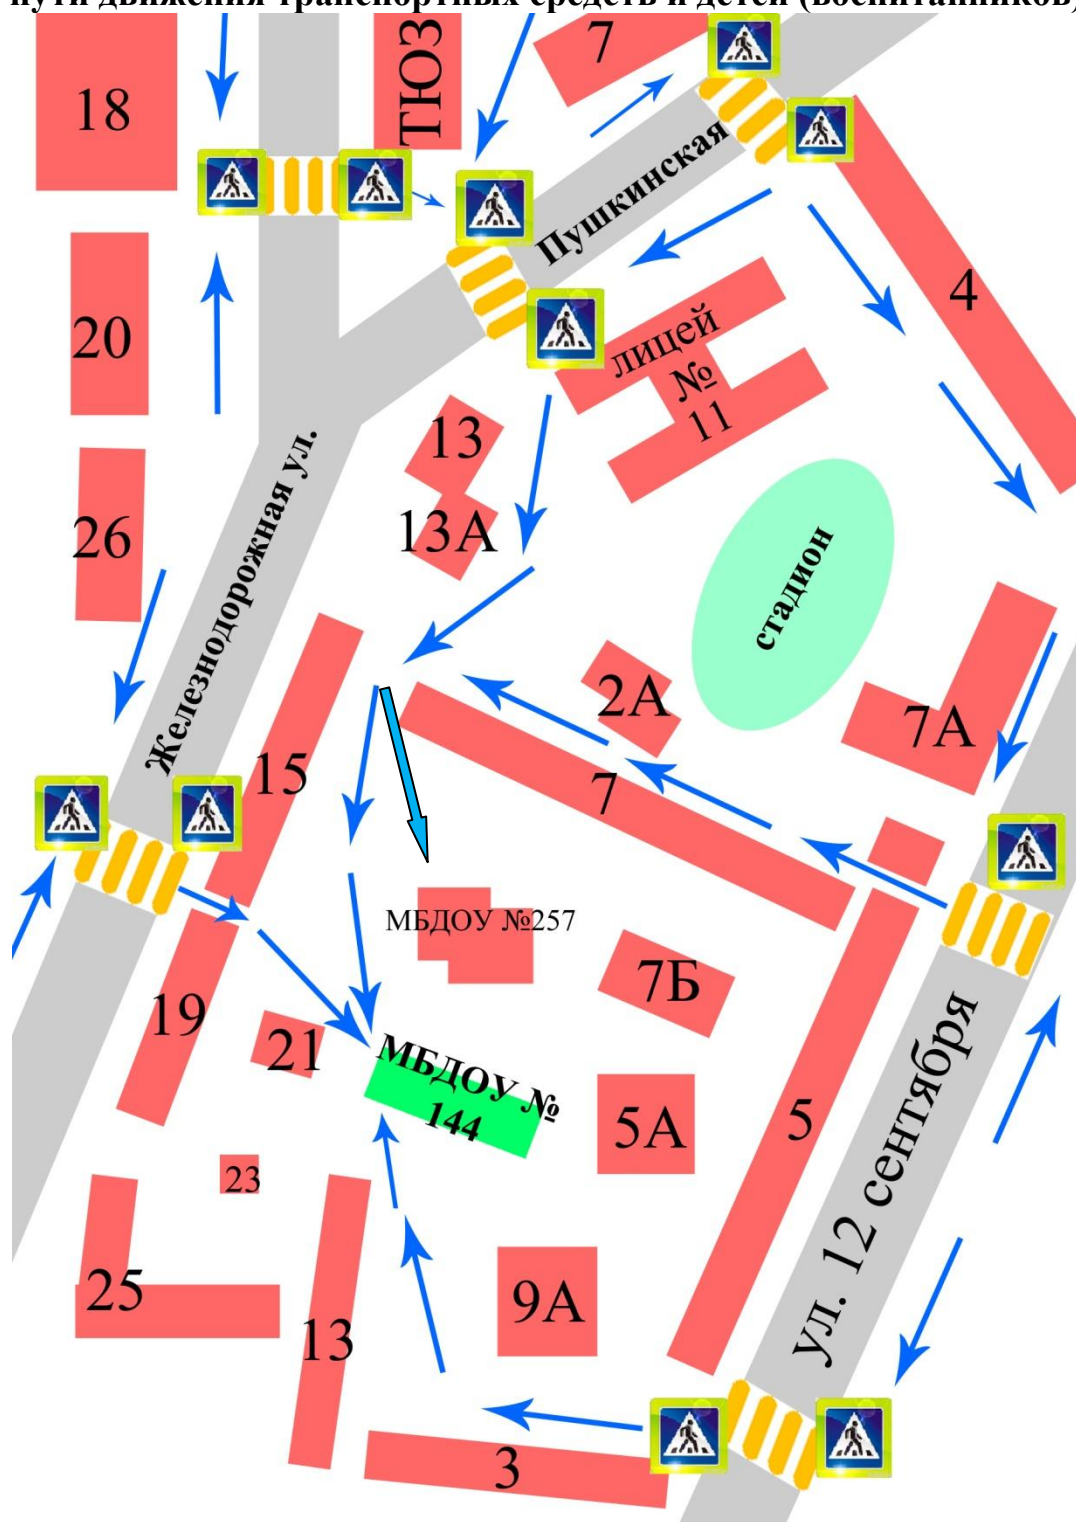 пути движения транспортных средств и детей (воспитанников)
18
ТЮЗ
7
Пушкинская
4
20
ЛИЦЕЙ
№
11
13
13А
26
Железнодорожная ул.
стадион
2А
7А
15
7
МБДОУ №257
7Б
19
21
МБДОУ №
144
5А
5
ул. 12 сентября
23
25
9А
13
3